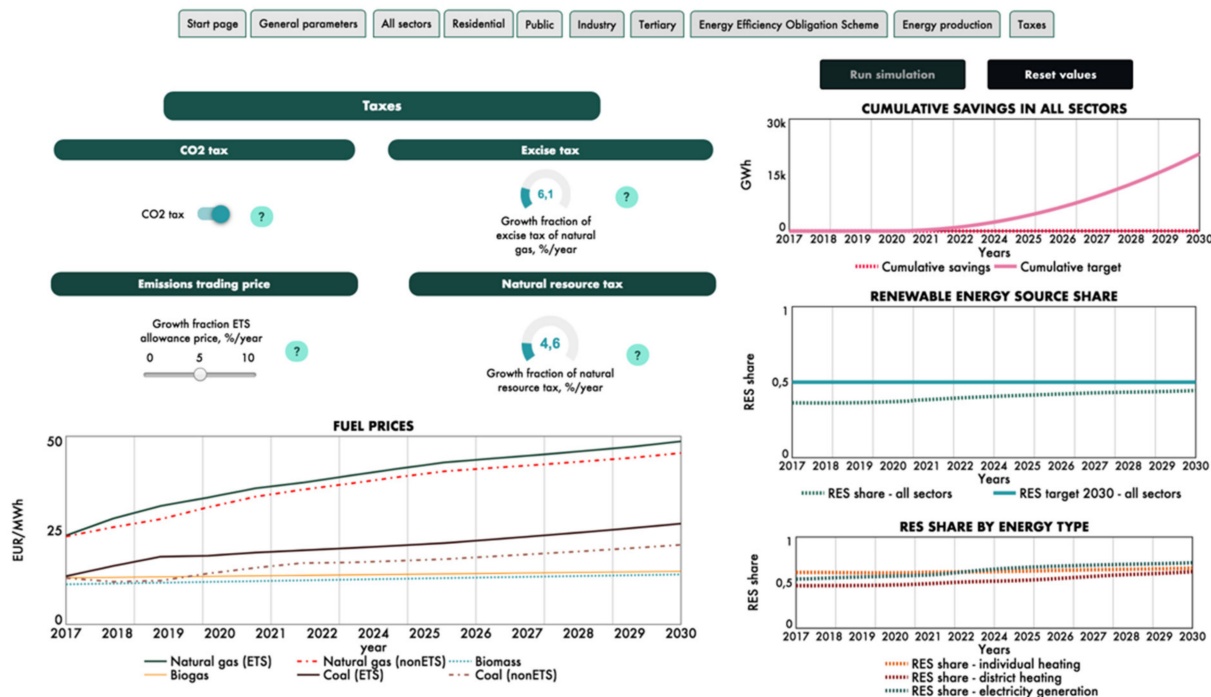 Start page
General parameters
All sectors
Residential
Public
Industry
Tertiary
Energy Efficiency Obligation Scheme
Energy production
Taxes
Run simulation
Reset values
Taxes
CO2 tax
CO2 tax
?
Excise tax
6,1
?
Growth fraction of
excise tax of natural
gas, %/year
Emissions trading price
Growth fraction ETS
allowance price, %/year
0 5 10
?
Natural resource tax
4,6
?
Growth fraction of natural
resource tax, %/year
FUEL PRICES
50
25
0
EUR/MWh
2017 2018 2019 2020 2021 2022 2024 2025 2026 2027 2028 2029 2030
year
Natural gas (ETS) Natural gas (nonETS) Biomass
Biogas Coal (ETS) Coal (nonETS)
CUMULATIVE SAVINGS IN ALL SECTORS
30k
15k
0
GWh
2017 2018 2019 2020 2021 2022 2024 2025 2026 2027 2028 2029 2030
Years
Cumulative savings Cumulative target
RENEWABLE ENERGY SOURCE SHARE
1
0,5
0
RES share
2017 2018 2019 2020 2021 2022 2024 2025 2026 2027 2028 2029 2030
Years
RES share - all sectors RES target 2030 - all sectors
RES SHARE BY ENERGY TYPE
1
0,5
0
RES share
2017 2018 2019 2020 2021 2022 2024 2025 2026 2027 2028 2029 2030
Years
RES share - individual heating
RES share - district heating
RES share - electricity generation